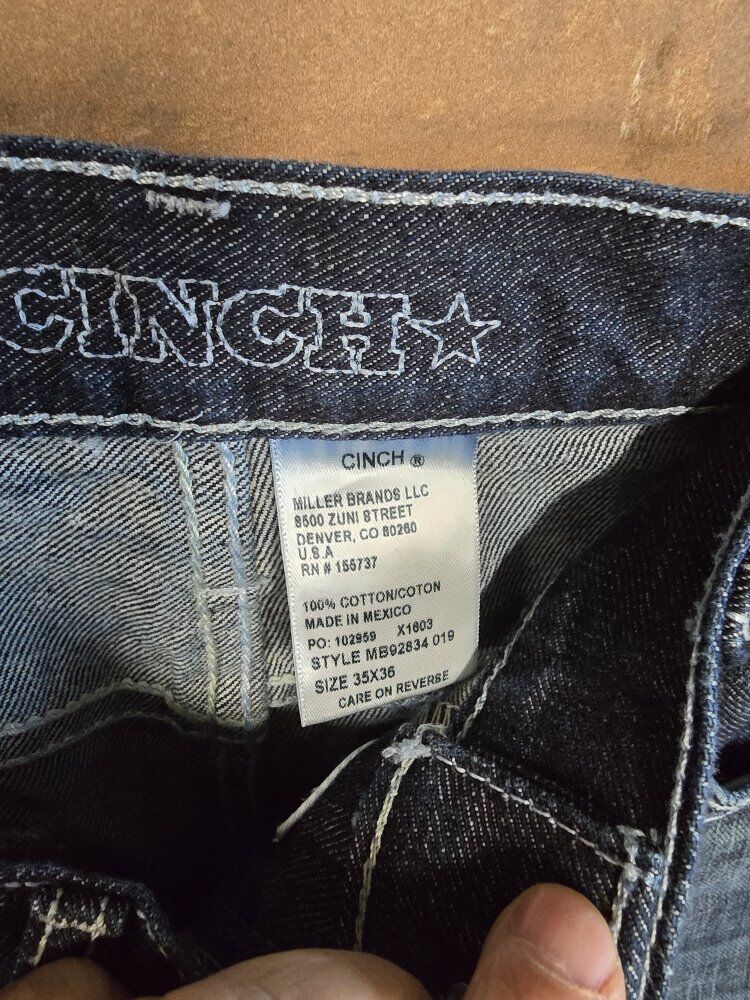 CINCH
CINCH ®
MILLER BRANDS LLC
8500 ZUNI STREET
DENVER, CO 80260
U.S.A
RN # 155737
100% COTTON/COTON
MADE IN MEXICO
PO: 102959 X1603
STYLE MB92834 019
SIZE 35X36
CARE ON REVERSE